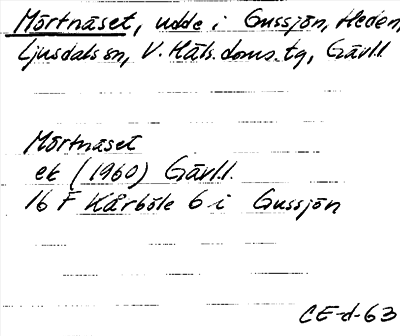 Mörtnäset, udde i Gussjön, Heden,
Ljusdals sn, V. Häls. doms. tg, Gävl.l.
Mörtnäset
ek (1960) Gävl.l.
16 F Kårböle 6 i Gussjön
CE-d-63